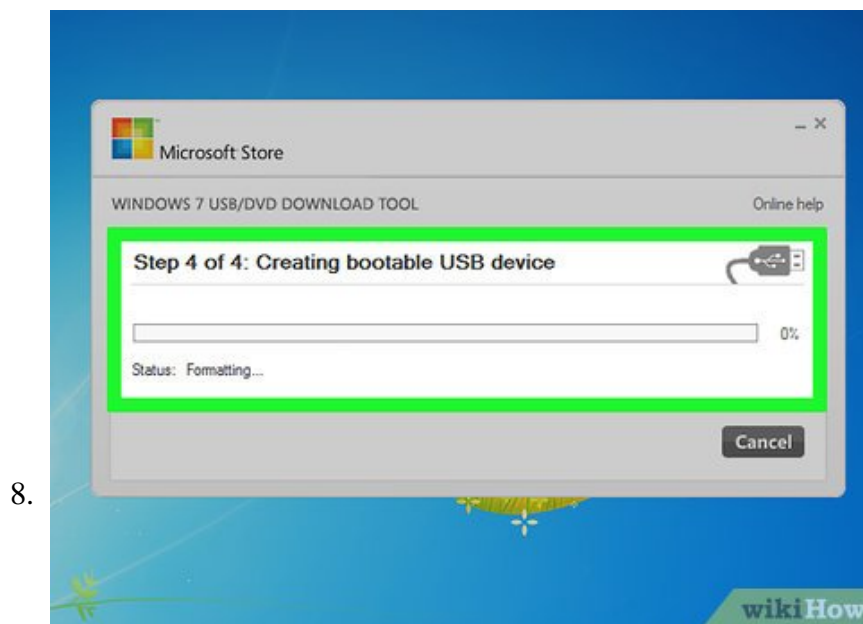 Microsoft Store
WINDOWS 7 USB/DVD DOWNLOAD TOOL Online help
Step 4 of 4: Creating bootable USB device
0%
Status: Formatting...
Cancel
8.
wikiHow